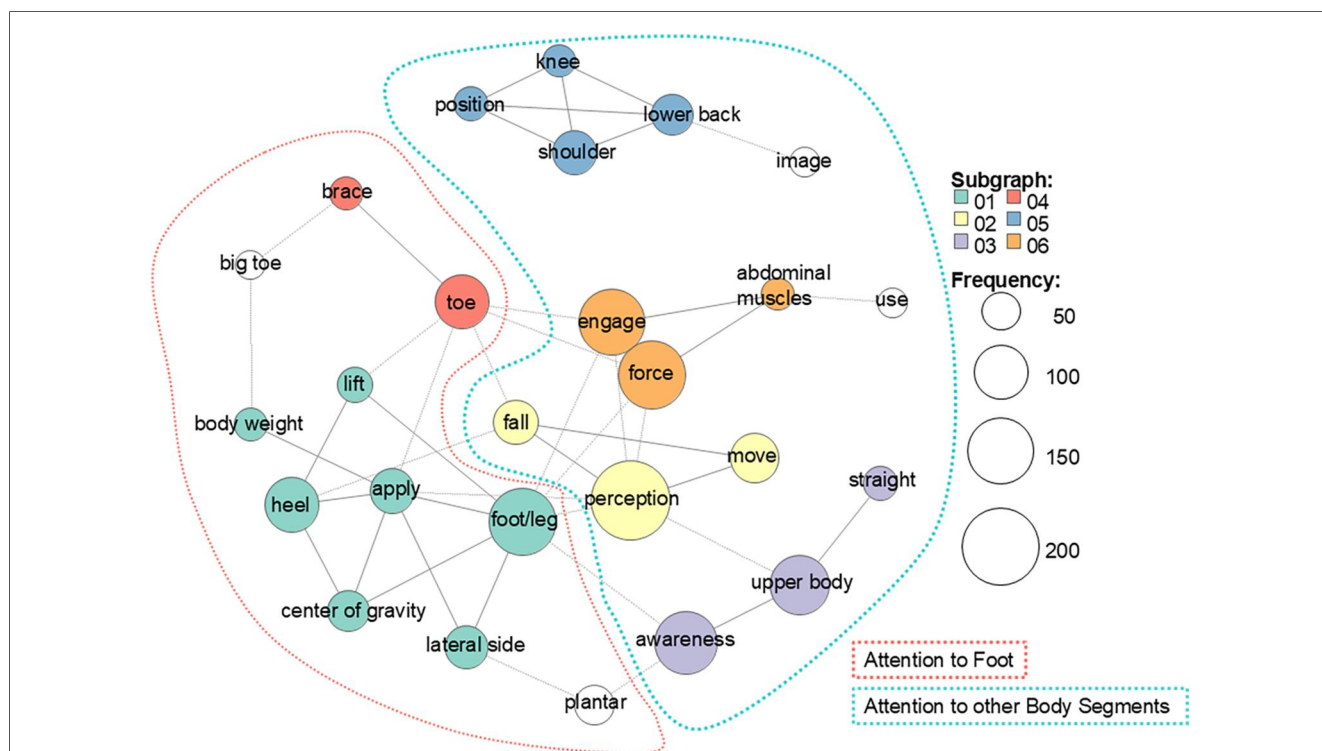 knee
position
lower back
shoulder
image
brace
big toe
toe
abdominal
muscles
use
engage
force
lift
body weight
fall
move
heel
apply
perception
straight
foot/leg
center of gravity
upper body
lateral side
awareness
plantar
Subgraph:
01 04
02 05
03 06
Frequency:
50
100
150
200
Attention to Foot
Attention to other Body Segments